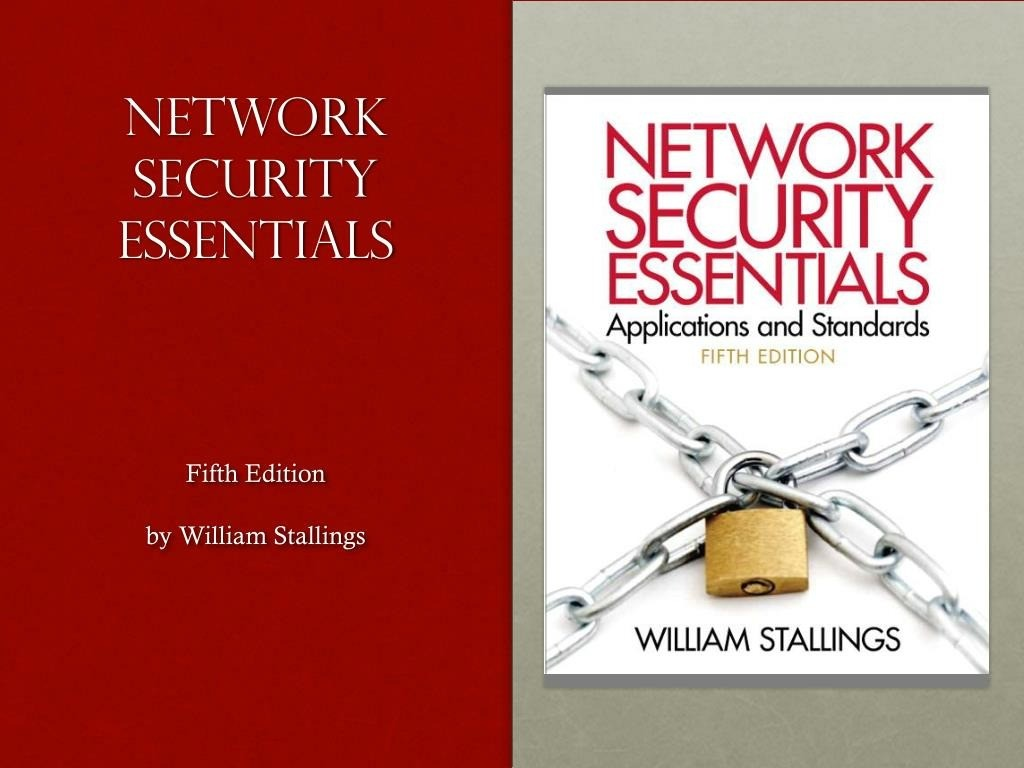 NETWORK
SECURITY
ESSENTIALS
Fifth Edition
by William Stallings
NETWORK
SECURITY
ESSENTIALS
Applications and Standards
FIFTH EDITION
WILLIAM STALLINGS